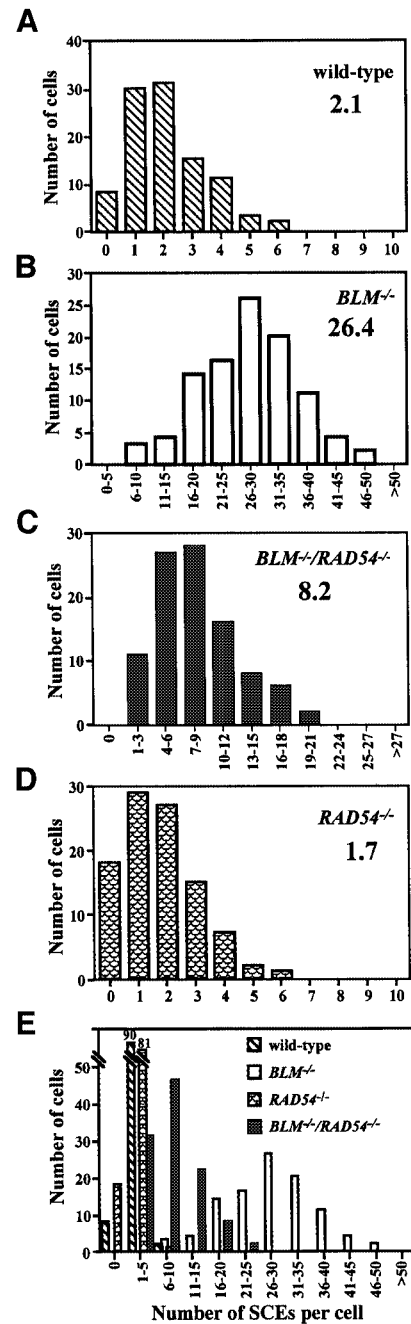 A
Number of cells
40
30
20
10
0
wild-type
2.1
0 1 2 3 4 5 6 7 8 9 10
B
Number of cells
30
25
20
15
10
5
0
BLM-/-
26.4
0-5 6-10 11-15 16-20 21-25 26-30 31-35 36-40 41-45 46-50 >50
C
Number of cells
30
20
10
0
BLM-/-/RAD54-/-
8.2
0 1-3 4-6 7-9 10-12 13-15 16-18 19-21 22-24 25-27 >27
D
Number of cells
30
20
10
0
RAD54-/-
1.7
0 1 2 3 4 5 6 7 8 9 10
E
Number of cells
50
40
30
20
10
0
90
81
wild-type
BLM-/-
RAD54-/-
BLM-/-/RAD54-/-
0 1-5 6-10 11-15 16-20 21-25 26-30 31-35 36-40 41-45 46-50 >50
Number of SCEs per cell